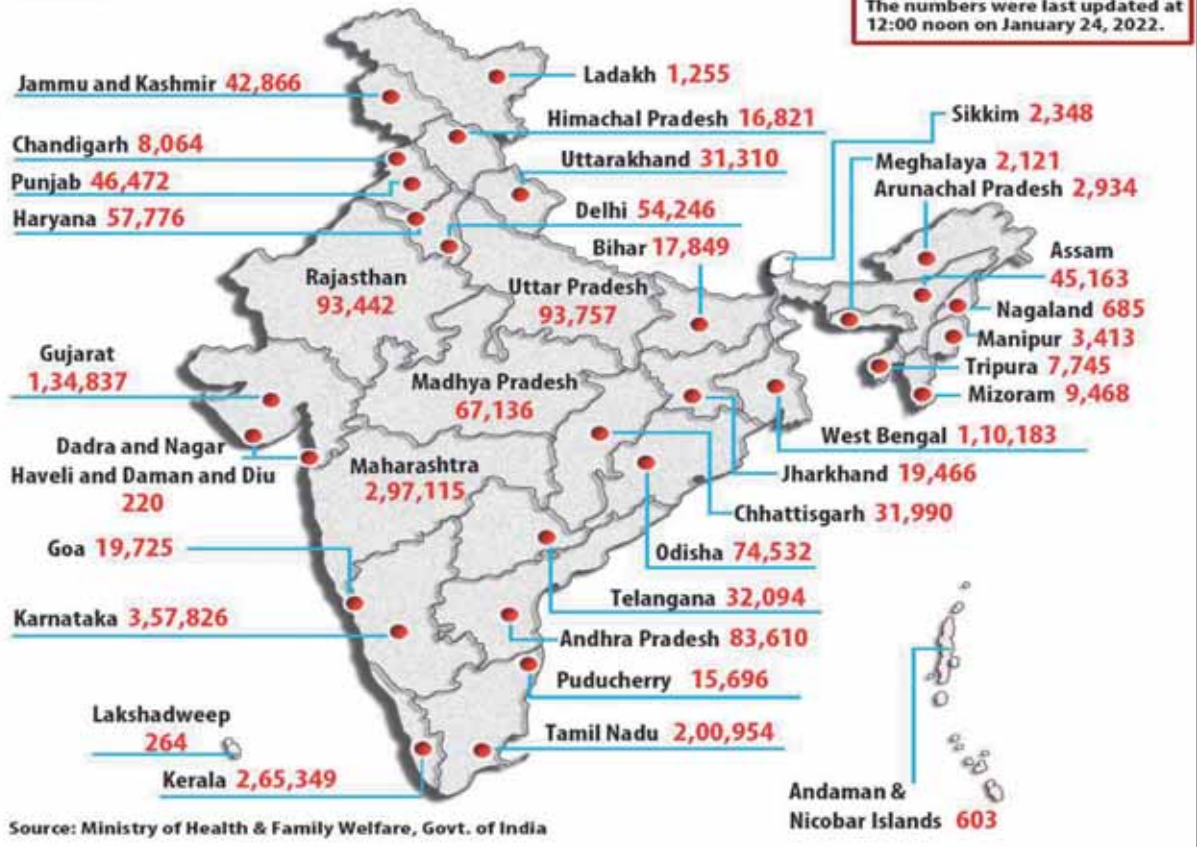 The numbers were last updated at
12:00 noon on January 24, 2022.
Jammu and Kashmir 42,866
Ladakh 1,255
Himachal Pradesh 16,821
Sikkim 2,348
Chandigarh 8,064
Uttarakhand 31,310
Meghalaya 2,121
Punjab 46,472
Arunachal Pradesh 2,934
Haryana 57,776
Delhi 54,246
Bihar 17,849
Assam
45,163
Rajasthan
93,442
Uttar Pradesh
93,757
Nagaland 685
Manipur 3,413
Gujarat
1,34,837
Tripura 7,745
Madhya Pradesh
67,136
Mizoram 9,468
West Bengal 1,10,183
Dadra and Nagar
Haveli and Daman and Diu
220
Maharashtra
2,97,115
Jharkhand 19,466
Chhattisgarh 31,990
Goa 19,725
Odisha 74,532
Telangana 32,094
Karnataka 3,57,826
Andhra Pradesh 83,610
Puducherry 15,696
Lakshadweep
264
Tamil Nadu 2,00,954
Kerala 2,65,349
Andaman &
Nicobar Islands 603
Source: Ministry of Health & Family Welfare, Govt. of India